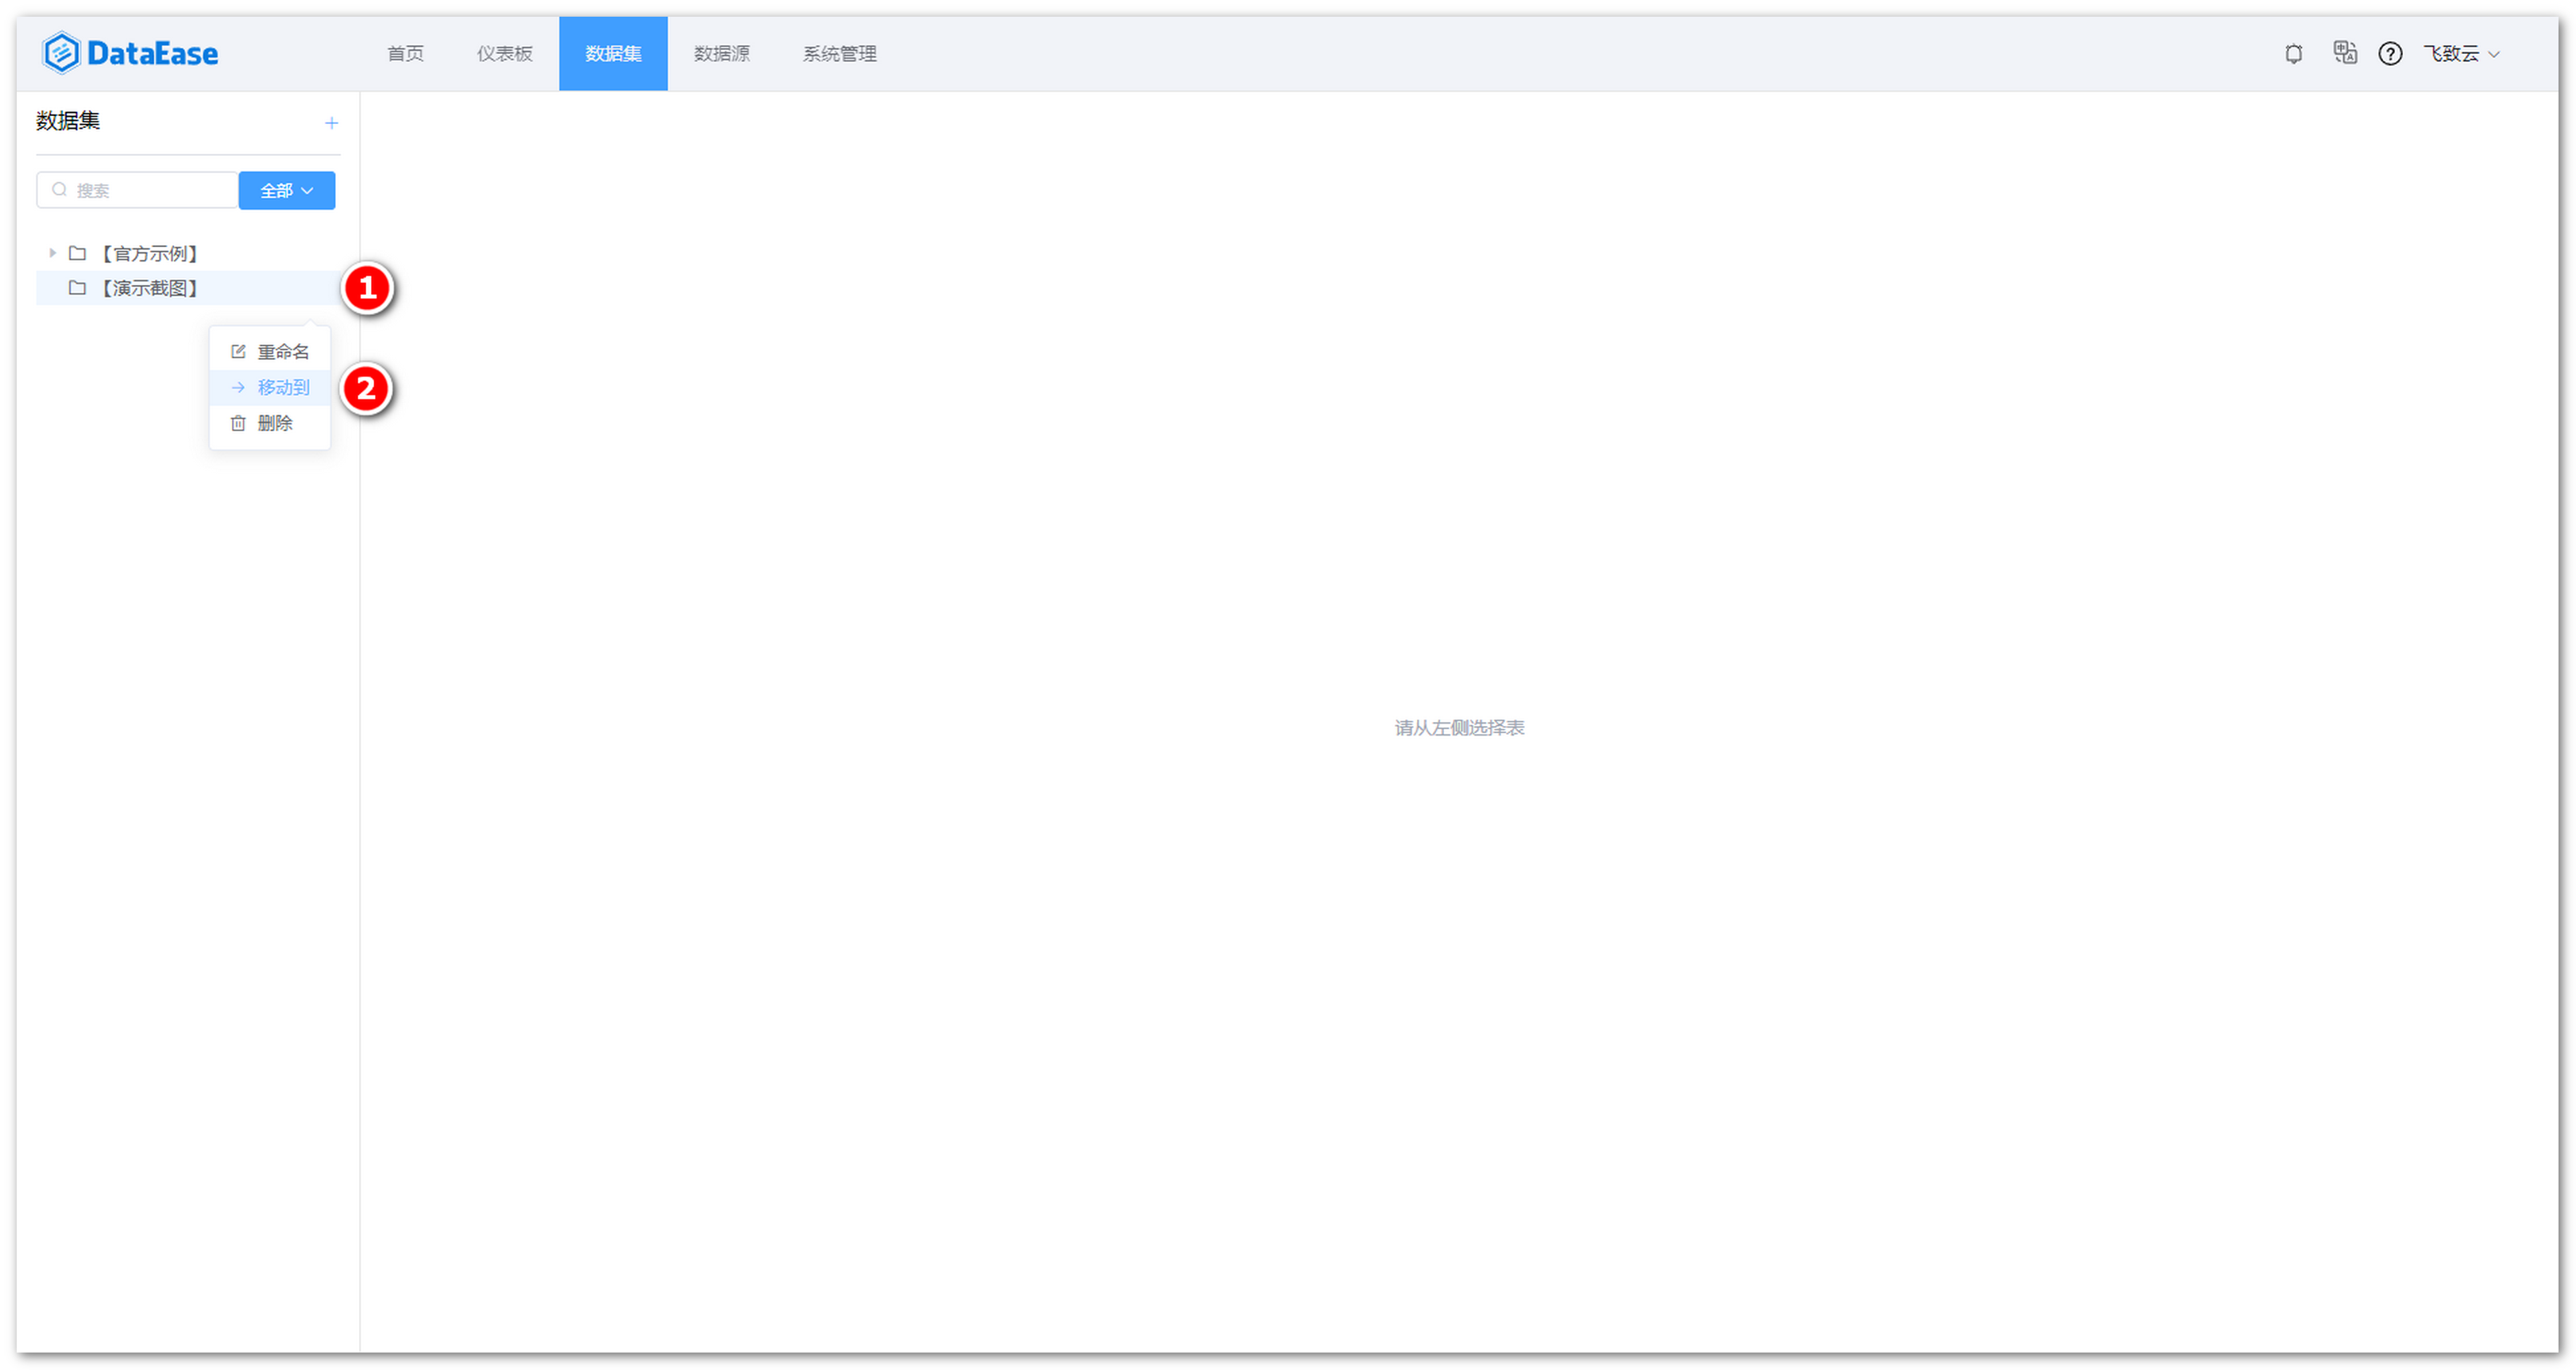 DataEase 首页 仪表板 数据集 数据源 系统管理 飞致云
数据集
搜索 全部
【官方示例】
【演示截图】 1
重命名
移动到 2
删除
请从左侧选择表